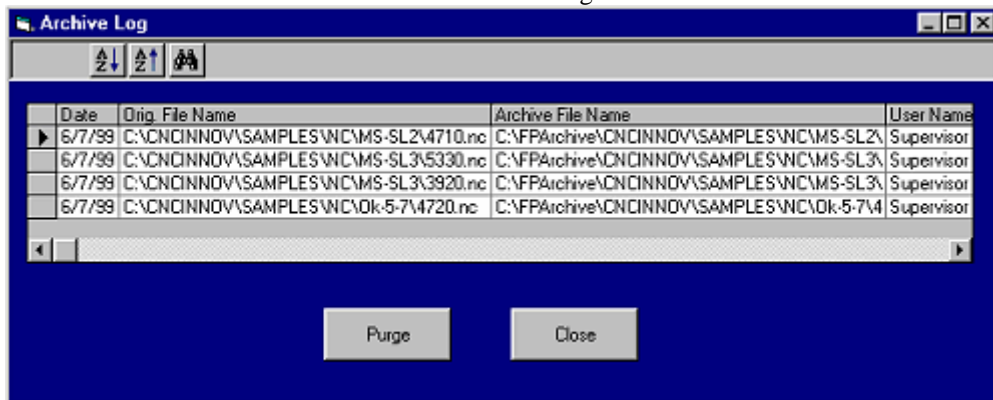 Archive Log
Date Orig. File Name Archive File Name User Name
6/7/99 C:\CNCINNOV\SAMPLES\NC\MS-SL2\4710.nc C:\FPArchive\CNCINNOV\SAMPLES\NC\MS-SL2\ Supervisor
6/7/99 C:\CNCINNOV\SAMPLES\NC\MS-SL3\5330.nc C:\FPArchive\CNCINNOV\SAMPLES\NC\MS-SL3\ Supervisor
6/7/99 C:\CNCINNOV\SAMPLES\NC\MS-SL3\3920.nc C:\FPArchive\CNCINNOV\SAMPLES\NC\MS-SL3\ Supervisor
6/7/99 C:\CNCINNOV\SAMPLES\NC\Ok-5-7\4720.nc C:\FPArchive\CNCINNOV\SAMPLES\NC\Ok-5-7\4 Supervisor
Purge Close